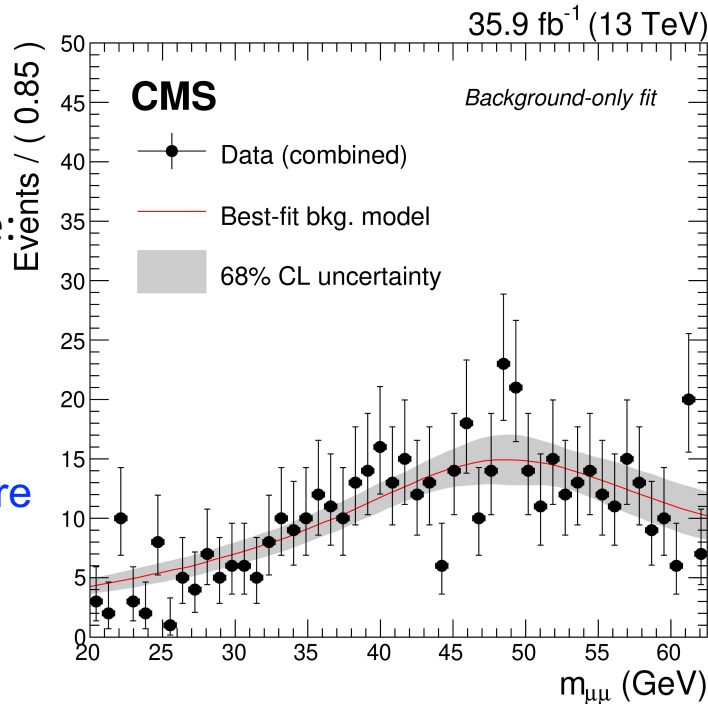 35.9 fb⁻¹ (13 TeV)
Events / ( 0.85 )
50
45
40
35
30
25
20
15
10
5
0
CMS
Background-only fit
Data (combined)
Best-fit bkg. model
68% CL uncertainty
re
20 25 30 35 40 45 50 55 60
mμμ (GeV)